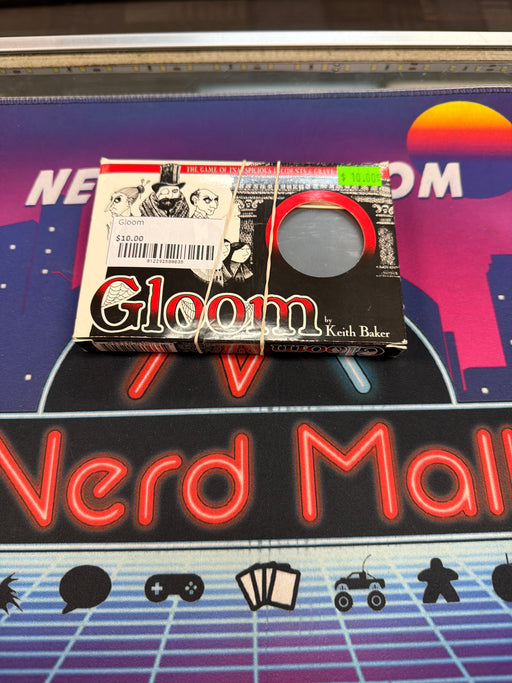 THE GAME OF INAUSPICIOUS INCIDENTS & GRAVE
$ 10.00
NE
OM
Gloom
$10.00
Gloom
by
Keith Baker
Gloom
Nerd Mall